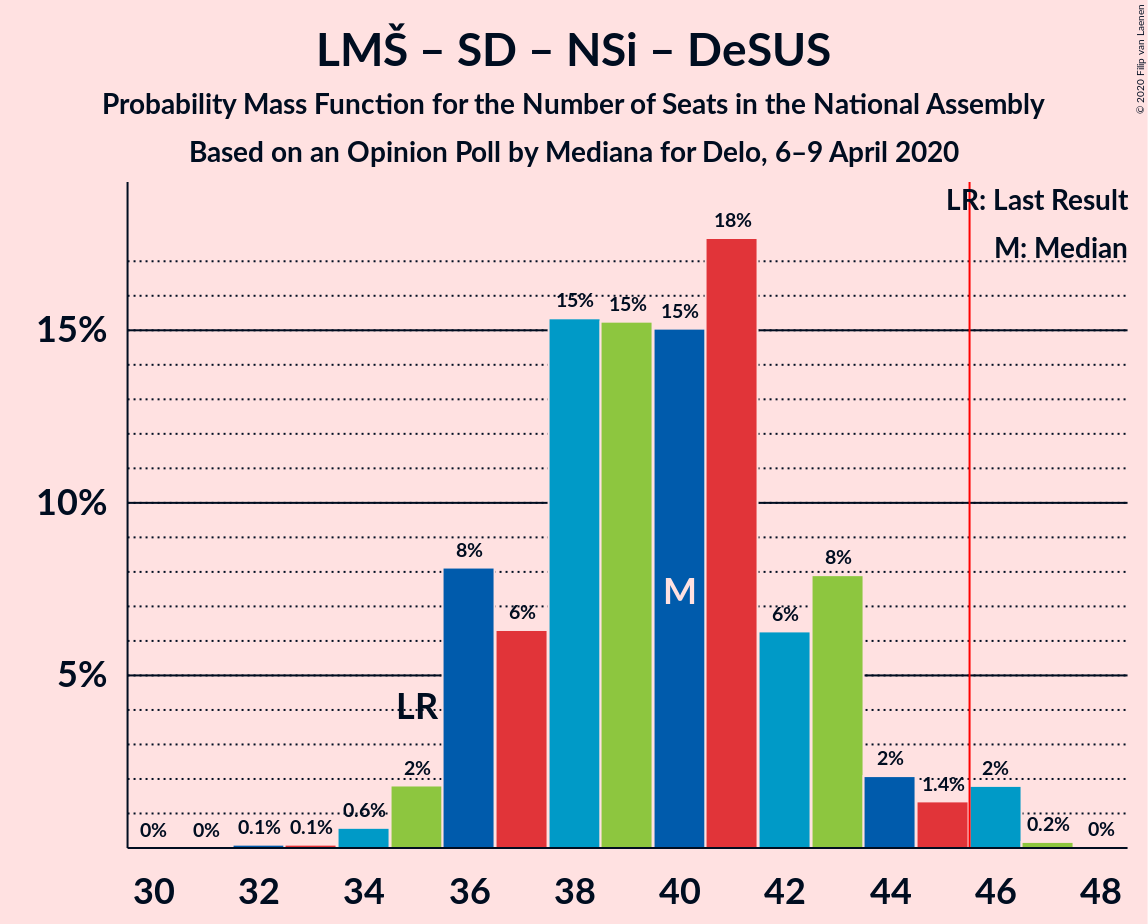 LMŠ – SD – NSi – DeSUS
Probability Mass Function for the Number of Seats in the National Assembly
Based on an Opinion Poll by Mediana for Delo, 6–9 April 2020
© 2020 Filip van Laenen
LR: Last Result
M: Median
15%
10%
5%
0%
0%
0.1%
0.1%
0.6%
2%
8%
6%
15%
15%
15%
18%
6%
8%
2%
1.4%
2%
0.2%
0%
LR
M
30 32 34 36 38 40 42 44 46 48